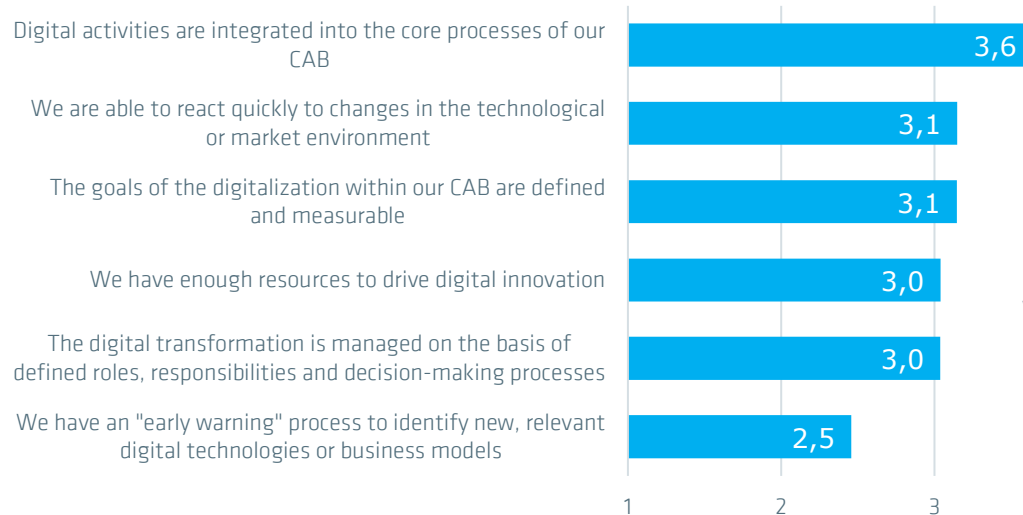 Digital activities are integrated into the core processes of our
CAB
3,6
We are able to react quickly to changes in the technological
or market environment
3,1
The goals of the digitalization within our CAB are defined
and measurable
3,1
We have enough resources to drive digital innovation
3,0
The digital transformation is managed on the basis of
defined roles, responsibilities and decision-making processes
3,0
We have an "early warning" process to identify new, relevant
digital technologies or business models
2,5
1 2 3